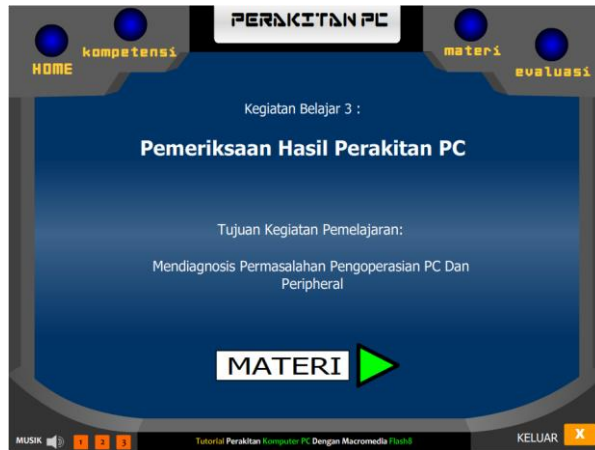 PERAKITAN PC
kompetensi
materi
HOME
evaluasi
Kegiatan Belajar 3 :
Pemeriksaan Hasil Perakitan PC
Tujuan Kegiatan Pemelajaran:
Mendiagnosis Permasalahan Pengoperasian PC Dan
Peripheral
MATERI
MUSIK
1 2 3
Tutorial Perakitan Komputer PC Dengan Macromedia Flash8
KELUAR X